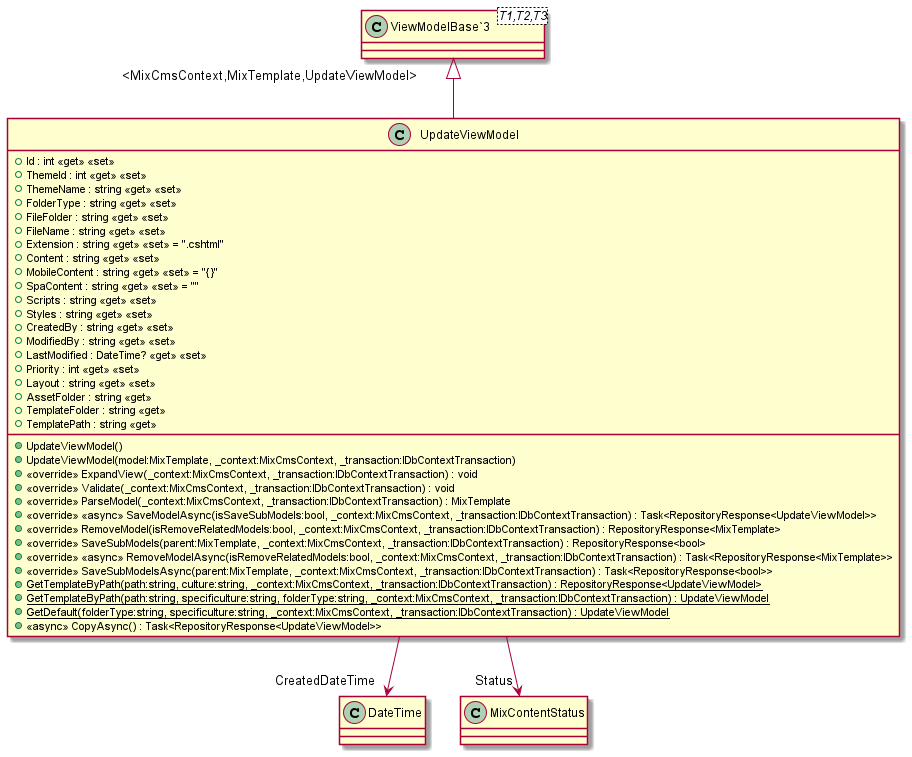 C ViewModelBase`3 T1,T2,T3
<MixCmsContext,MixTemplate,UpdateViewModel>
C UpdateViewModel
Id : int «get» «set»
ThemeId : int «get» «set»
ThemeName : string «get» «set»
FolderType : string «get» «set»
FileFolder : string «get» «set»
FileName : string «get» «set»
Extension : string «get» «set» = ".cshtml"
Content : string «get» «set»
MobileContent : string «get» «set» = "{}"
SpaContent : string «get» «set» = ""
Scripts : string «get» «set»
Styles : string «get» «set»
CreatedBy : string «get» «set»
ModifiedBy : string «get» «set»
LastModified : DateTime? «get» «set»
Priority : int «get» «set»
Layout : string «get» «set»
AssetFolder : string «get»
TemplateFolder : string «get»
TemplatePath : string «get»
UpdateViewModel()
UpdateViewModel(model:MixTemplate, _context:MixCmsContext, _transaction:IDbContextTransaction)
«override» ExpandView(_context:MixCmsContext, _transaction:IDbContextTransaction) : void
«override» Validate(_context:MixCmsContext, _transaction:IDbContextTransaction) : void
«override» ParseModel(_context:MixCmsContext, _transaction:IDbContextTransaction) : MixTemplate
«override» «async» SaveModelAsync(isSaveSubModels:bool, _context:MixCmsContext, _transaction:IDbContextTransaction) : Task<RepositoryResponse<UpdateViewModel>>
«override» RemoveModel(isRemoveRelatedModels:bool, _context:MixCmsContext, _transaction:IDbContextTransaction) : RepositoryResponse<MixTemplate>
«override» SaveSubModels(parent:MixTemplate, _context:MixCmsContext, _transaction:IDbContextTransaction) : RepositoryResponse<bool>
«override» «async» RemoveModelAsync(isRemoveRelatedModels:bool, _context:MixCmsContext, _transaction:IDbContextTransaction) : Task<RepositoryResponse<MixTemplate>>
«override» SaveSubModelsAsync(parent:MixTemplate, _context:MixCmsContext, _transaction:IDbContextTransaction) : Task<RepositoryResponse<bool>>
GetTemplateByPath(path:string, culture:string, _context:MixCmsContext, _transaction:IDbContextTransaction) : RepositoryResponse<UpdateViewModel>
GetTemplateByPath(path:string, specificulture:string, folderType:string, _context:MixCmsContext, _transaction:IDbContextTransaction) : UpdateViewModel
GetDefault(folderType:string, specificulture:string, _context:MixCmsContext, _transaction:IDbContextTransaction) : UpdateViewModel
«async» CopyAsync() : Task<RepositoryResponse<UpdateViewModel>>
CreatedDateTime
Status
C DateTime
C MixContentStatus